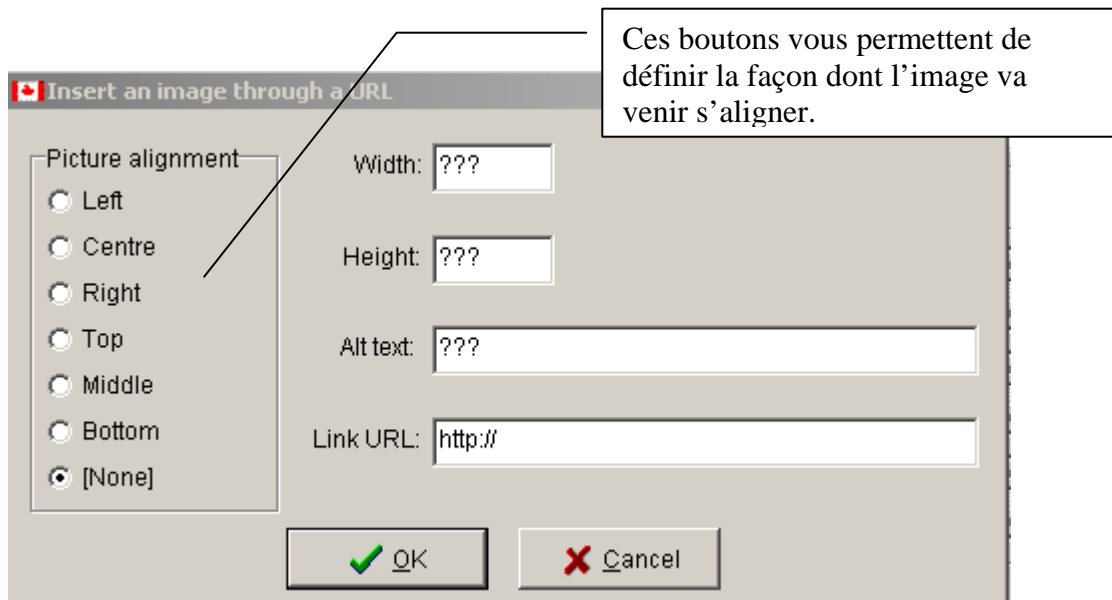 Ces boutons vous permettent de
définir la façon dont l’image va
venir s’aligner.
Insert an image through a URL
Picture alignment
Left
Centre
Right
Top
Middle
Bottom
[None]
Width: ???
Height: ???
Alt text: ???
Link URL: http://
OK
Cancel